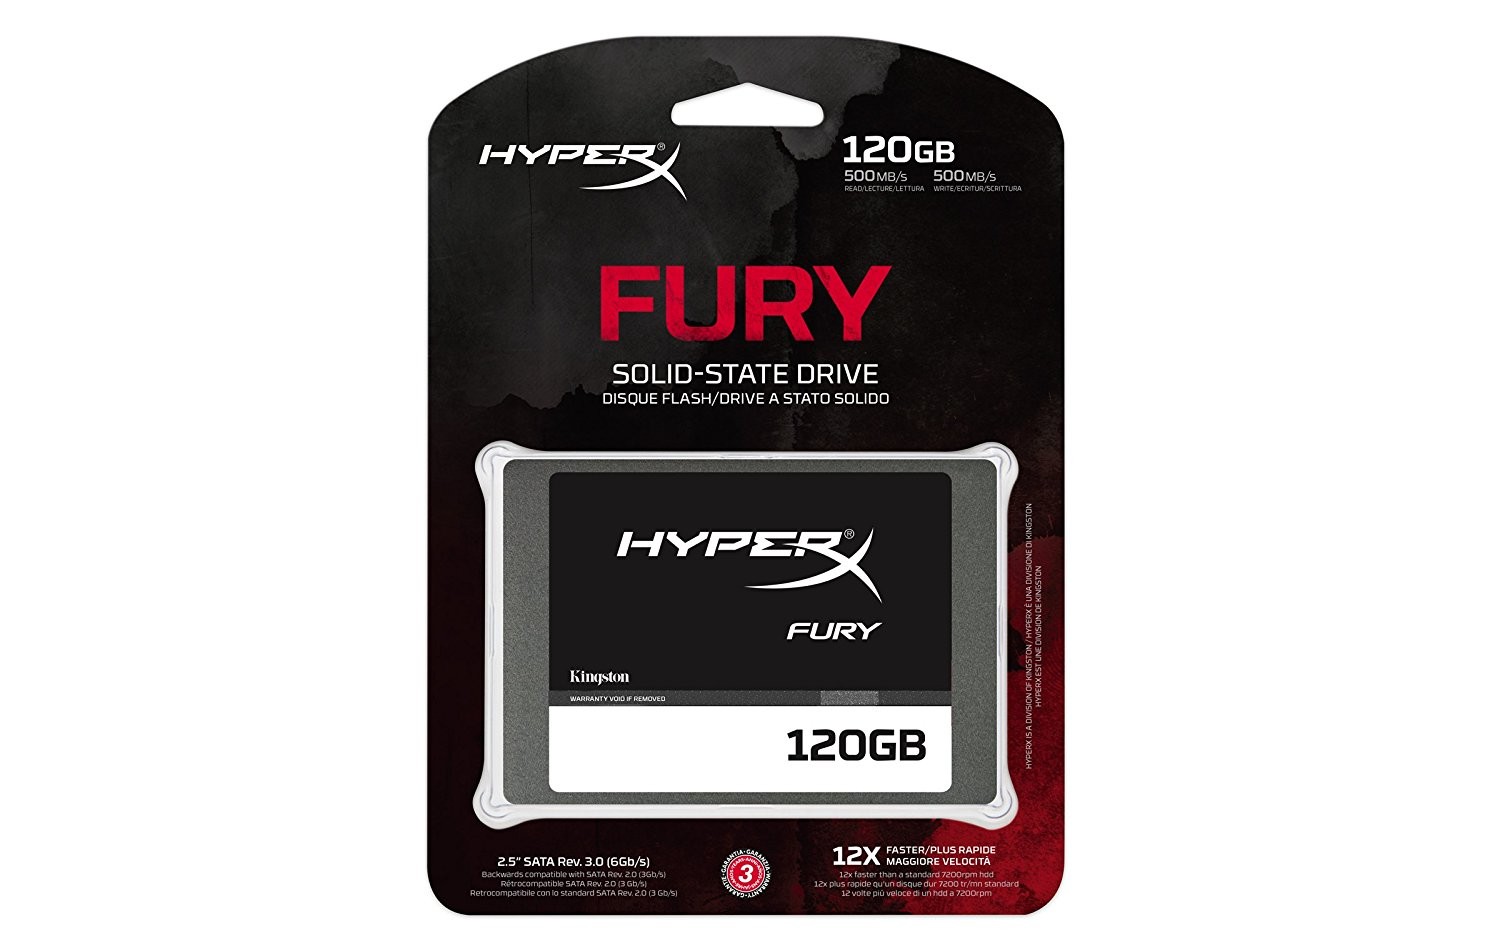 HYPERX®
120GB
500MB/s 500MB/s
READ/LECTURE/LETTURA WRITE/ECRITUR/SCRITTURA
FURY
SOLID-STATE DRIVE
DISQUE FLASH/DRIVE A STATO SOLIDO
HYPERX®
FURY
Kingston
WARRANTY VOID IF REMOVED
120GB
HYPERX IS A DIVISION OF KINGSTON / HYPERX È UNA DIVISIONE DI KINGSTON
HYPERX EST UNE DIVISION DE KINGSTON
2.5" SATA Rev. 3.0 (6Gb/s)
Backwards compatible with SATA Rev. 2.0 (3Gb/s)
Rétrocompatible SATA Rev. 2.0 (3 Gb/s)
Retrocompatibile con lo standard SATA Rev. 2.0 (3 Gb/s)
3
12X FASTER/PLUS RAPIDE
MAGGIORE VELOCITÀ
12x faster than a standard 7200rpm hdd
12x plus rapide qu'un disque dur 7200 tr/mn standard
12 volte più veloce di un hdd a 7200rpm